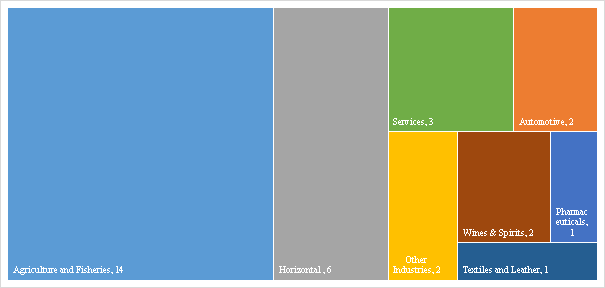 Services, 3
Automotive, 2
Pharmac
euticals,
1
Wines & Spirits, 2
Other
Industries, 2
Agriculture and Fisheries, 14
Horizontal , 6
Textiles and Leather, 1